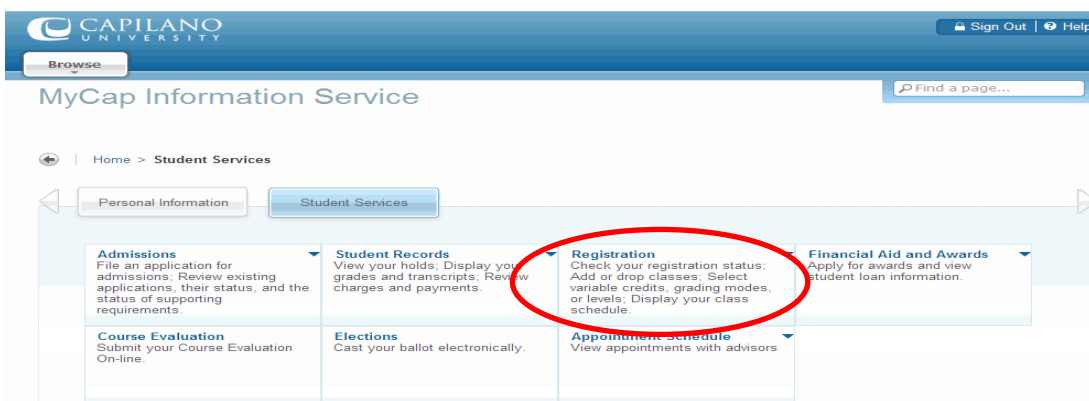 CAPILANO
UNIVERSITY
Sign Out | Help
Browse
MyCap Information Service
Find a page...
Home > Student Services
Personal Information
Student Services
Admissions
File an application for
admissions; Review existing
applications, their status, and the
status of supporting
requirements.
Student Records
View your holds; Display your
grades and transcripts; Review
charges and payments.
Registration
Check your registration status;
Add or drop classes; Select
variable credits, grading modes,
or levels; Display your class
schedule.
Financial Aid and Awards
Apply for awards and view
student loan information.
Course Evaluation
Submit your Course Evaluation
On-line.
Elections
Cast your ballot electronically.
Appointment Schedule
View appointments with advisors